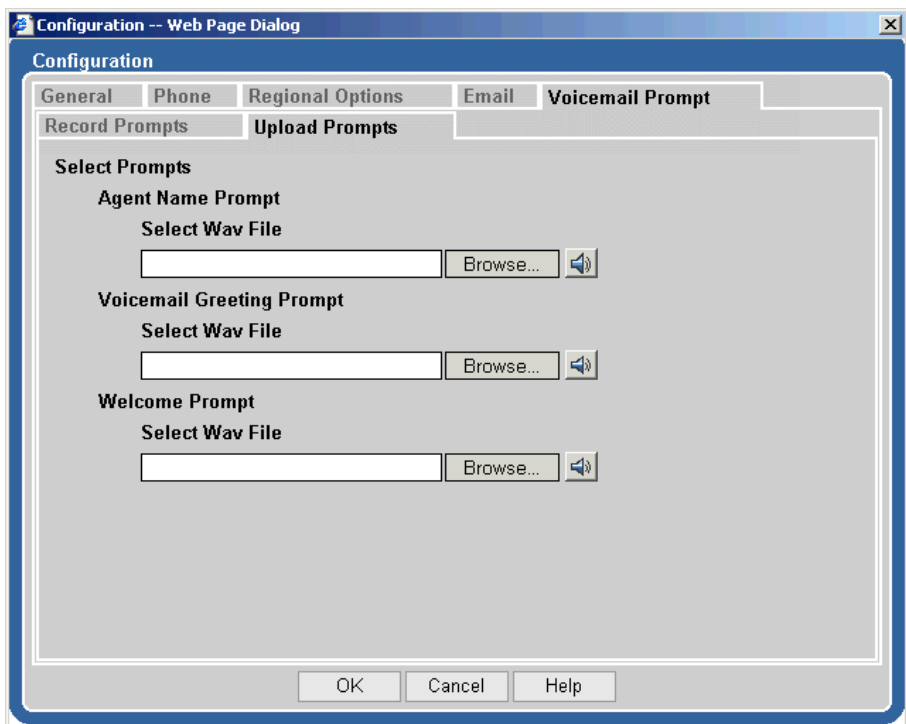 Configuration -- Web Page Dialog
Configuration
General Phone Regional Options Email Voicemail Prompt
Record Prompts Upload Prompts
Select Prompts
Agent Name Prompt
Select Wav File
Browse...
Voicemail Greeting Prompt
Select Wav File
Browse...
Welcome Prompt
Select Wav File
Browse...
OK Cancel Help